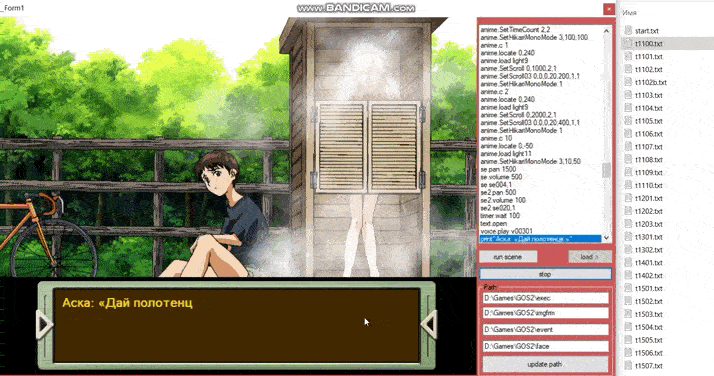 _Form1
www.BANDICAM.com
anime.SetTimeCount 2,2
anime.SetHikariMonoMode 3,100,100
anime.c 1
anime.locate 0,240
anime.load light9
anime.SetScroll 0,1000,2,1
anime.SetScroll03 0,0,0,20,200,1,1
anime.SetHikariMonoMode 1
anime.c 2
anime.locate 0,240
anime.load light9
anime.SetScroll 0,2000,2,1
anime.SetScroll03 0,0,0,20,400,1,1
anime.SetHikariMonoMode 1
anime.c 10
anime.locate 0,-50
anime.load light11
anime.SetHikariMonoMode 3,10,50
se.pan 1500
se.volume 500
se se004,1
se2.pan 500
se2.volume 100
se2 se020,1
timer.wait 100
text.open
voice.play v00301
print "Аска: «Дай полотенце.»"
run scene
load >
stop
Path
D:\Games\GOS2\exec
D:\Games\GOS2\imgfrm
D:\Games\GOS2\event
D:\Games\GOS2\face
update path
Имя
start.txt
t1100.txt
t1101.txt
t1102.txt
t1102b.txt
t1103.txt
t1104.txt
t1105.txt
t1106.txt
t1107.txt
t1108.txt
t1109.txt
t1110.txt
t1201.txt
t1202.txt
t1203.txt
t1301.txt
t1302.txt
t1401.txt
t1402.txt
t1501.txt
t1502.txt
t1503.txt
t1504.txt
t1505.txt
t1506.txt
t1507.txt
Аска: «Дай полотенц